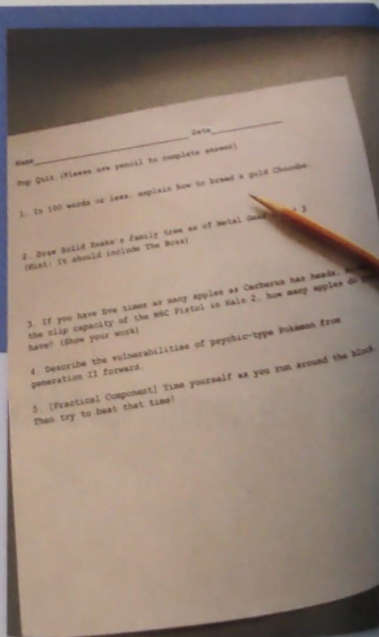 Name
Date
Pop Quiz (Please use pencil to complete answer)
1. In 100 words or less, explain how to breed a gold Chocobo.
2. Draw Solid Snake's family tree as of Metal Gear 3
(Hint: It should include The Boss)
3. If you have five times as many apples as Cerberus has heads,
the clip capacity of the M6C Pistol in Halo 2, how many apples do
have? (Show your work)
4. Describe the vulnerabilities of psychic-type Pokémon from
generation II forward.
5. [Practical Component] Time yourself as you run around the block.
Then try to beat that time!